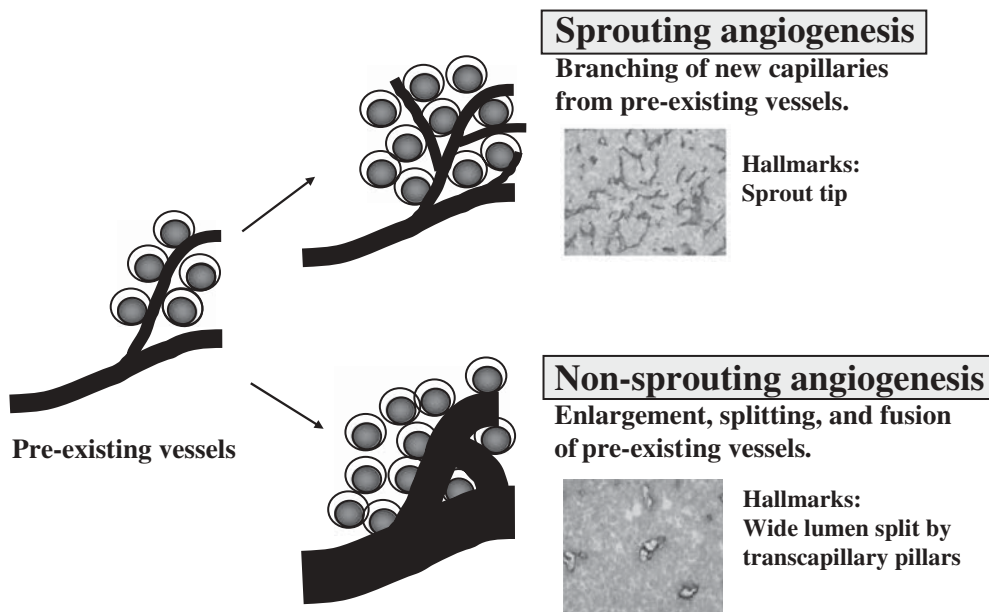 Sprouting angiogenesis
Branching of new capillaries
from pre-existing vessels.
Hallmarks:
Sprout tip
Pre-existing vessels
Non-sprouting angiogenesis
Enlargement, splitting, and fusion
of pre-existing vessels.
Hallmarks:
Wide lumen split by
transcapillary pillars